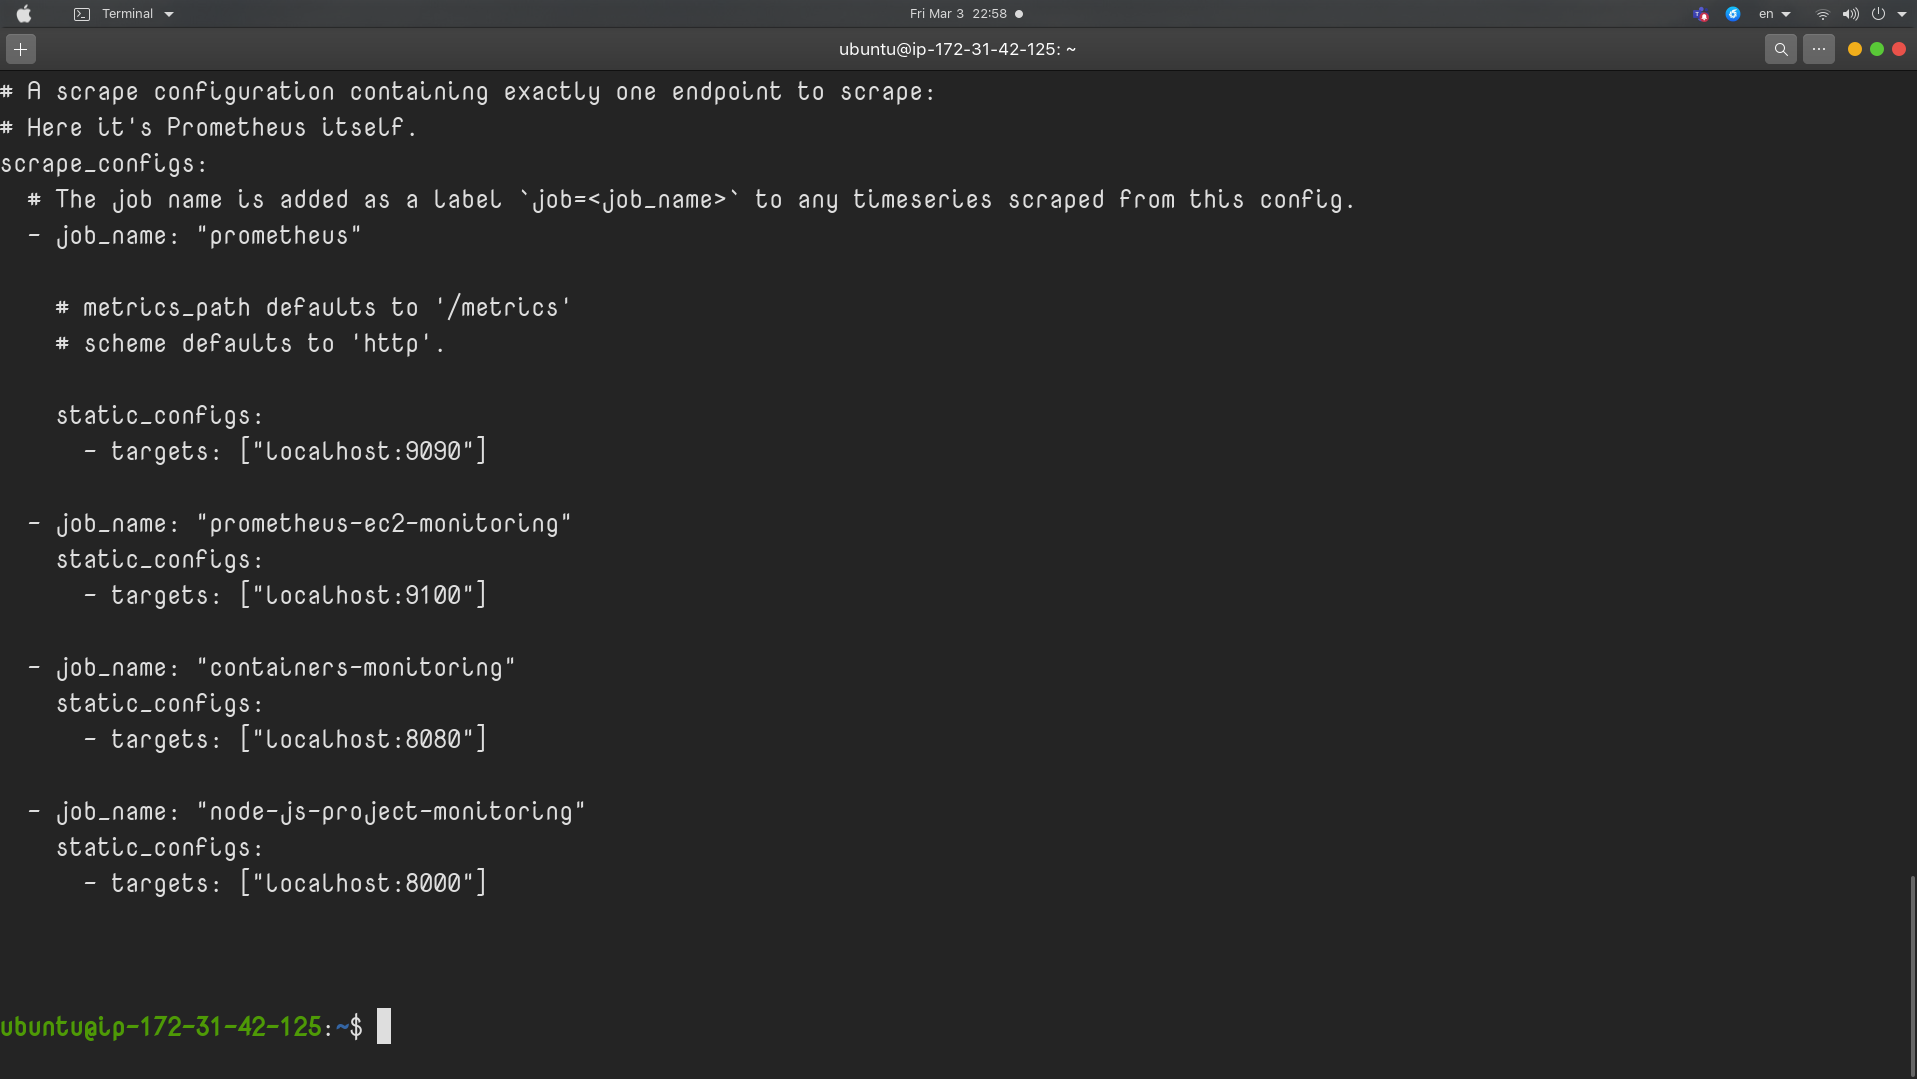 Terminal
Fri Mar 3 22:58
en
ubuntu@ip-172-31-42-125: ~
# A scrape configuration containing exactly one endpoint to scrape:
# Here it's Prometheus itself.
scrape_configs:
  # The job name is added as a label `job=<job_name>` to any timeseries scraped from this config.
  - job_name: "prometheus"
    # metrics_path defaults to '/metrics'
    # scheme defaults to 'http'.
    static_configs:
      - targets: ["localhost:9090"]
  - job_name: "prometheus-ec2-monitoring"
    static_configs:
      - targets: ["localhost:9100"]
  - job_name: "containers-monitoring"
    static_configs:
      - targets: ["localhost:8080"]
  - job_name: "node-js-project-monitoring"
    static_configs:
      - targets: ["localhost:8000"]
ubuntu@ip-172-31-42-125:~$